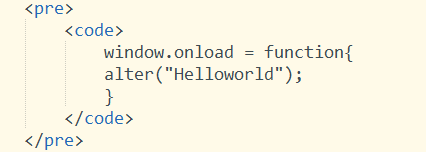 <pre>
<code>
window.onload = function{
alter("Helloworld");
}
</code>
</pre>